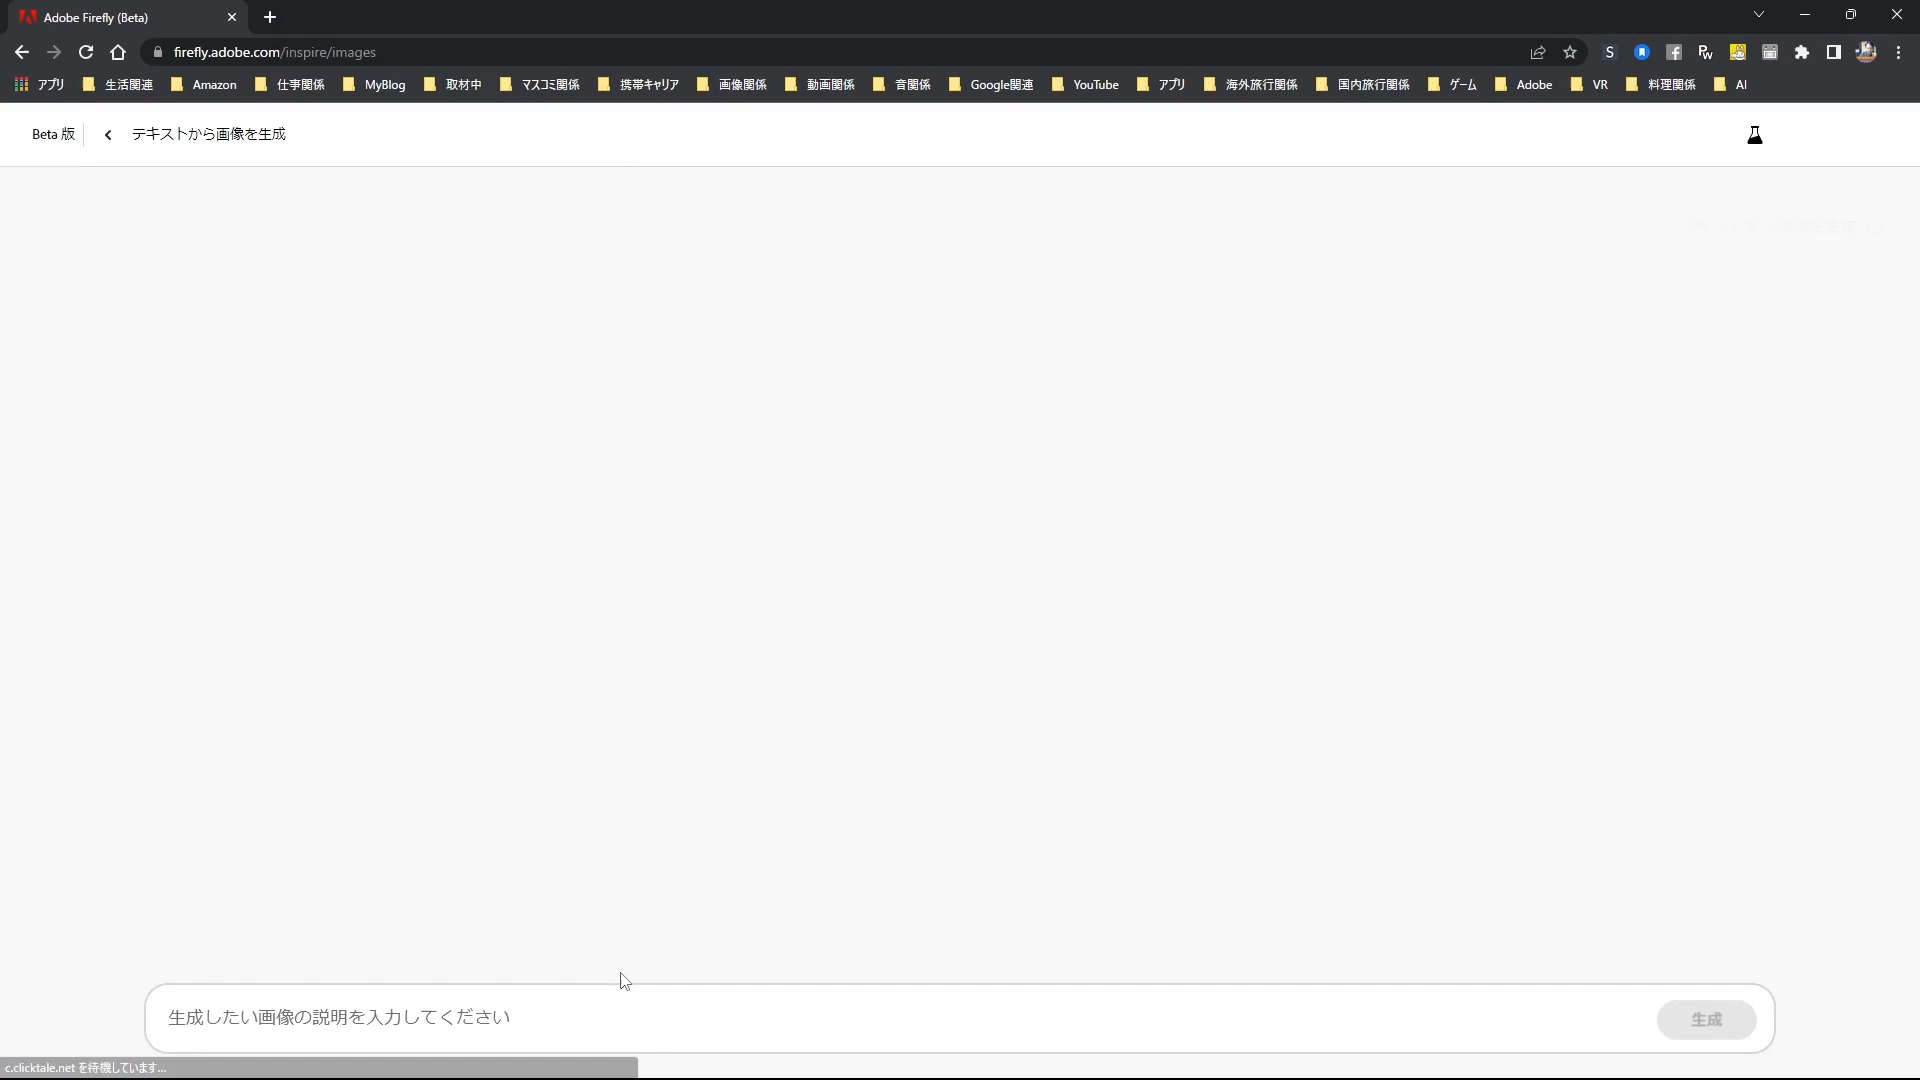 Adobe Firefly (Beta)
firefly.adobe.com/inspire/images
アプリ 生活関連 Amazon 仕事関係 MyBlog 取材中 マスコミ関係 携帯キャリア 画像関係 動画関係 音関係 Google関連 YouTube アプリ 海外旅行関係 国内旅行関係 ゲーム Adobe VR 料理関係 AI
Beta 版 テキストから画像を生成
生成したい画像の説明を入力してください 生成
c.clicktale.net を待機しています...